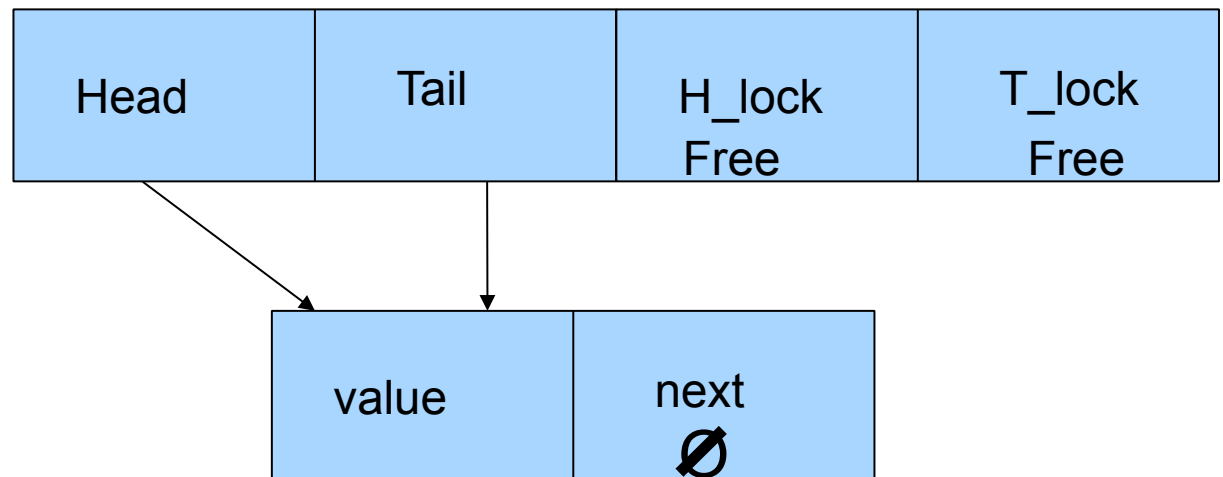 Head
Tail
H_lock
Free
T_lock
Free
value
next
Ø